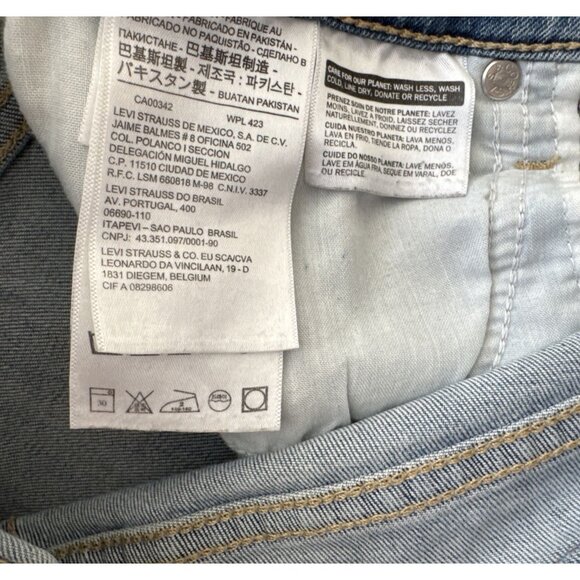 FABRIQUÉ AU
FABRICADO EN PAKISTÁN -
FABRICADO NO PAQUISTÃO - СДЕЛАНО В
ПАКИСТАНЕ -
巴基斯坦制造 -
巴基斯坦製 - 제조국: 파키스탄 -
パキスタン製 - BUATAN PAKISTAN
CA00342
WPL 423
LEVI STRAUSS DE MEXICO, S.A. DE C.V.
JAIME BALMES # 8 OFICINA 502
COL. POLANCO I SECCION
DELEGACIÓN MIGUEL HIDALGO
C.P. 11510 CIUDAD DE MEXICO
R.F.C. LSM 860818 M-98 C.N.I.V. 3337
LEVI STRAUSS DO BRASIL
AV. PORTUGAL, 400
06690-110
ITAPEVI - SAO PAULO BRASIL
CNPJ: 43.351.097/0001-90
LEVI STRAUSS & CO. EU SCA/CVA
LEONARDO DA VINCILAAN, 19 - D
1831 DIEGEM, BELGIUM
CIF A 08298606
30
CARE FOR OUR PLANET: WASH LESS, WASH
COLD, LINE DRY, DONATE OR RECYCLE
PRENEZ SOIN DE NOTRE PLANETE: LAVEZ
MOINS, LAVEZ À FROID, LAISSEZ SÉCHER
NATURELLEMENT, DONNEZ OU RECYCLEZ
CUIDA NUESTRO PLANETA: LAVA MENOS,
LAVA EN FRÍO, TIENDE LA ROPA, DONA O
RECICLA.
CUIDE DO NOSSO PLANETA: LAVE MENOS,
LAVE EM ÁGUA FRIA, SEQUE EM VARAL, DOE
OU RECICLE